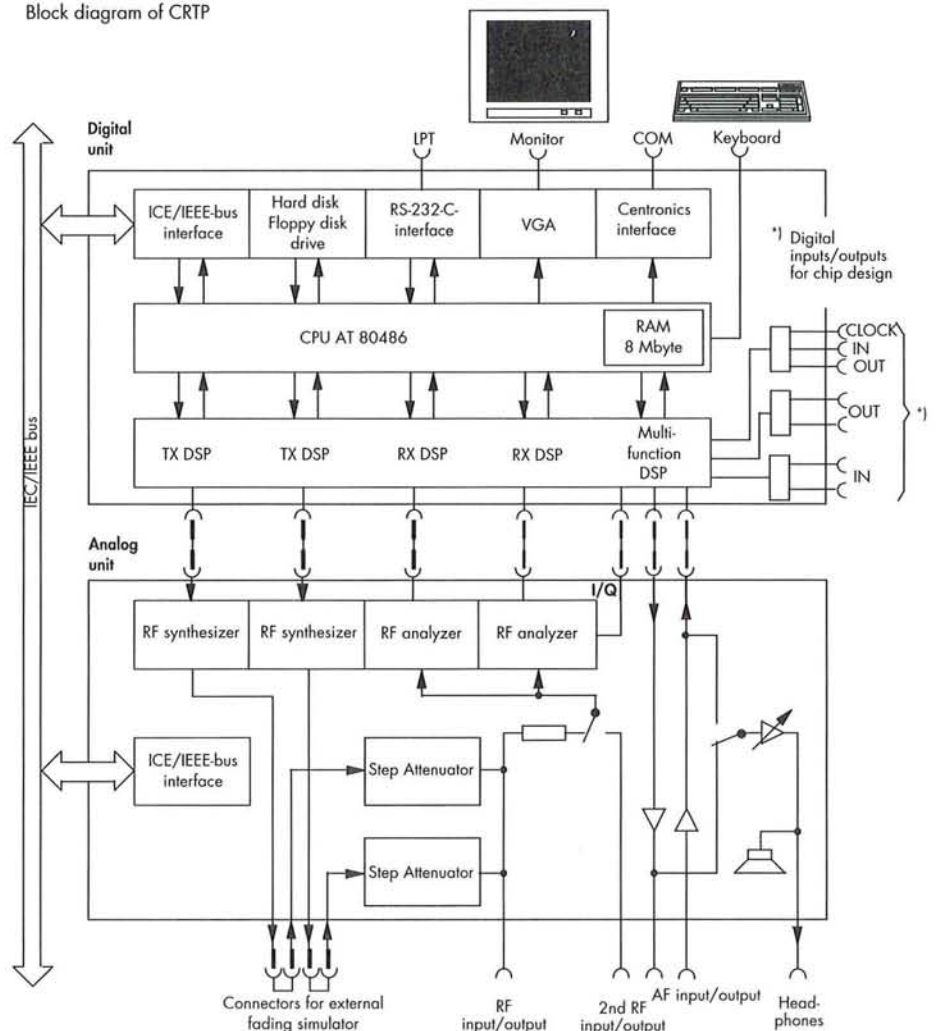 Block diagram of CRTP
Digital
unit
LPT
Monitor
COM
Keyboard
ICE/IEEE-bus
interface
Hard disk
Floppy disk
drive
RS-232-C-
interface
VGA
Centronics
interface
*) Digital
inputs/outputs
for chip design
CPU AT 80486
RAM
8 Mbyte
CLOCK
IN
OUT
OUT
*)
IN
TX DSP
TX DSP
RX DSP
RX DSP
Multi-
function
DSP
IEC/IEEE bus
Analog
unit
I/Q
RF synthesizer
RF synthesizer
RF analyzer
RF analyzer
ICE/IEEE-bus
interface
Step Attenuator
Step Attenuator
Connectors for external
fading simulator
RF
input/output
2nd RF
input/output
AF input/output
Head-
phones